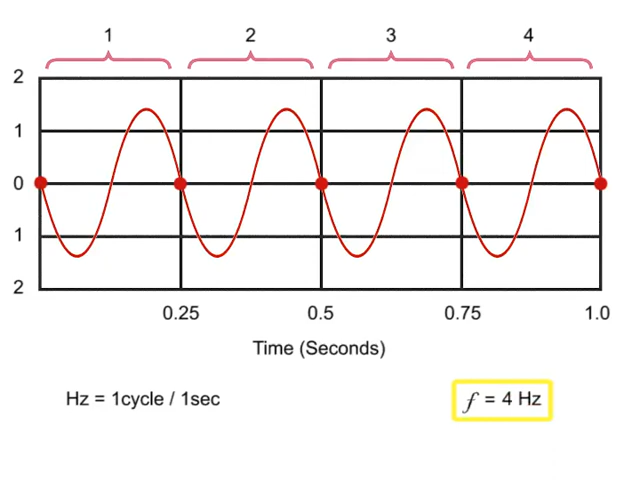 1 2 3 4
2
1
0
1
2
0.25 0.5 0.75 1.0
Time (Seconds)
Hz = 1cycle / 1sec
f = 4 Hz